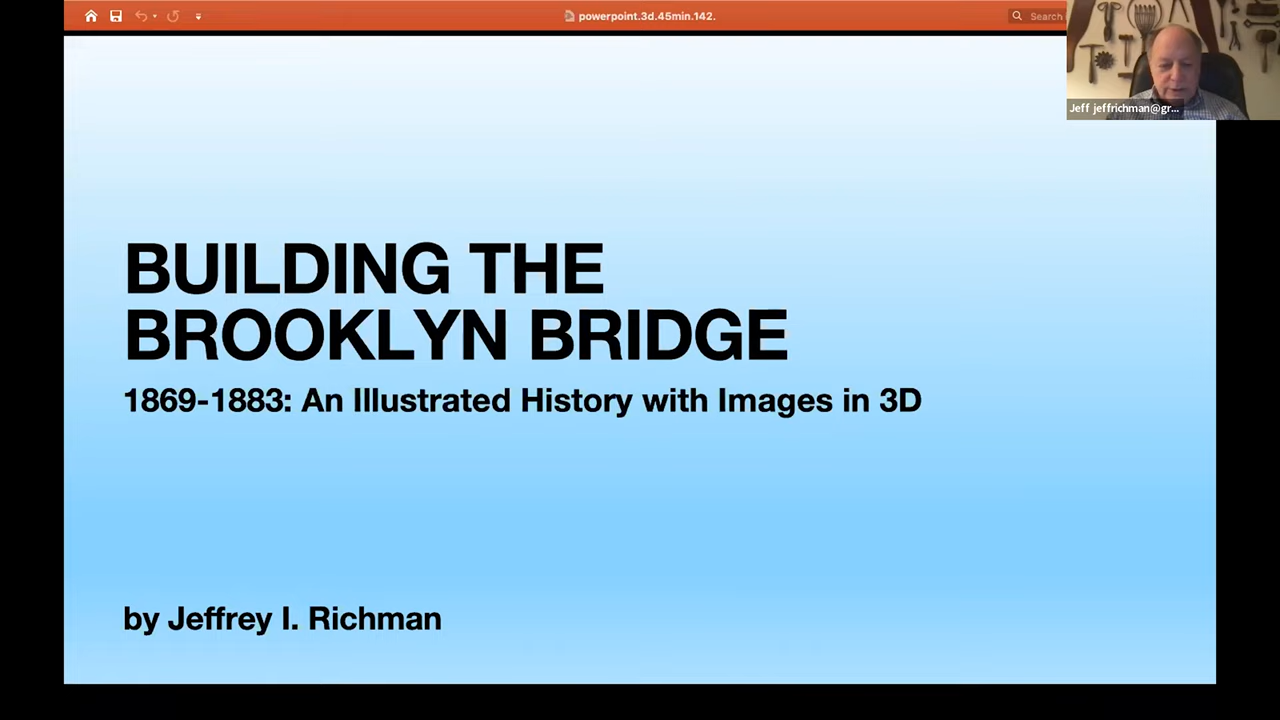 powerpoint.3d.45min.142.
Search
Jeff jeffrichman@gr...
BUILDING THE
BROOKLYN BRIDGE
1869-1883: An Illustrated History with Images in 3D
by Jeffrey I. Richman